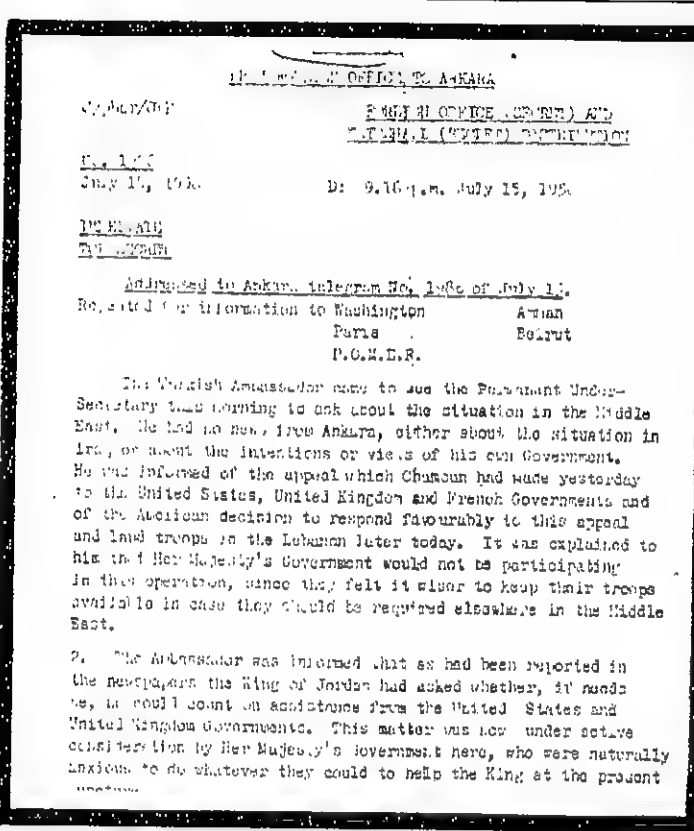 OFFICE TO ANKARA
Cypher/OTP
FOREIGN OFFICE (SECRET) AND
WHITEHALL (SECRET) DISTRIBUTION
No.
July 15,
D: 9.16 p.m. July 15, 1958
IMMEDIATE
Addressed to Ankara telegram No. of July 15.
Repeated for information to Washington Amman
Paris Beirut
P.O.M.E.F.
The Turkish Ambassador came to see the Permanent Under-
Secretary this morning to ask about the situation in the Middle
East. He had no news from Ankara, either about the situation in
Iraq or about the intentions or views of his own Government.
He was informed of the appeal which Chamoun had made yesterday
to the United States, United Kingdom and French Governments and
of the American decision to respond favourably to this appeal
and land troops in the Lebanon later today. It was explained to
him that Her Majesty's Government would not be participating
in this operation, since they felt it wiser to keep their troops
available in case they should be required elsewhere in the Middle
East.
2. The Ambassador was informed that as had been reported in
the newspapers the King of Jordan had asked whether, if needs
be, he could count on assistance from the United States and
United Kingdom Governments. This matter was now under active
consideration by Her Majesty's Government here, who were naturally
anxious to do whatever they could to help the King at the present